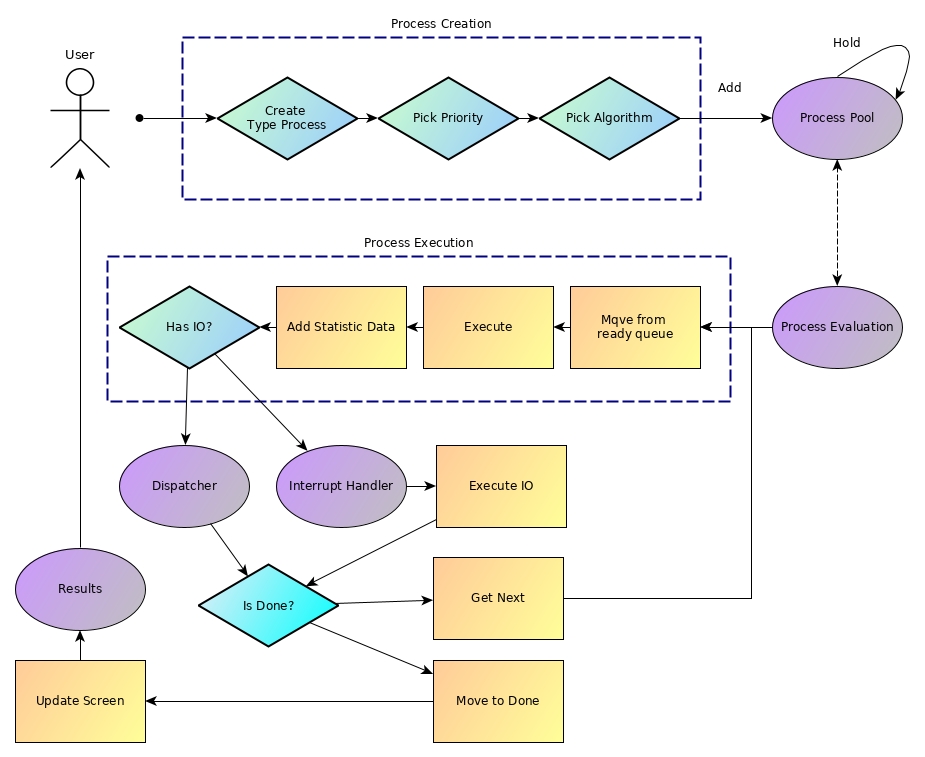 Process Creation
User
Hold
Add
Create
Type Process
Pick Priority
Pick Algorithm
Process Pool
Process Execution
Has IO?
Add Statistic Data
Execute
Mqve from
ready queue
Process Evaluation
Dispatcher
Interrupt Handler
Execute IO
Results
Is Done?
Get Next
Update Screen
Move to Done